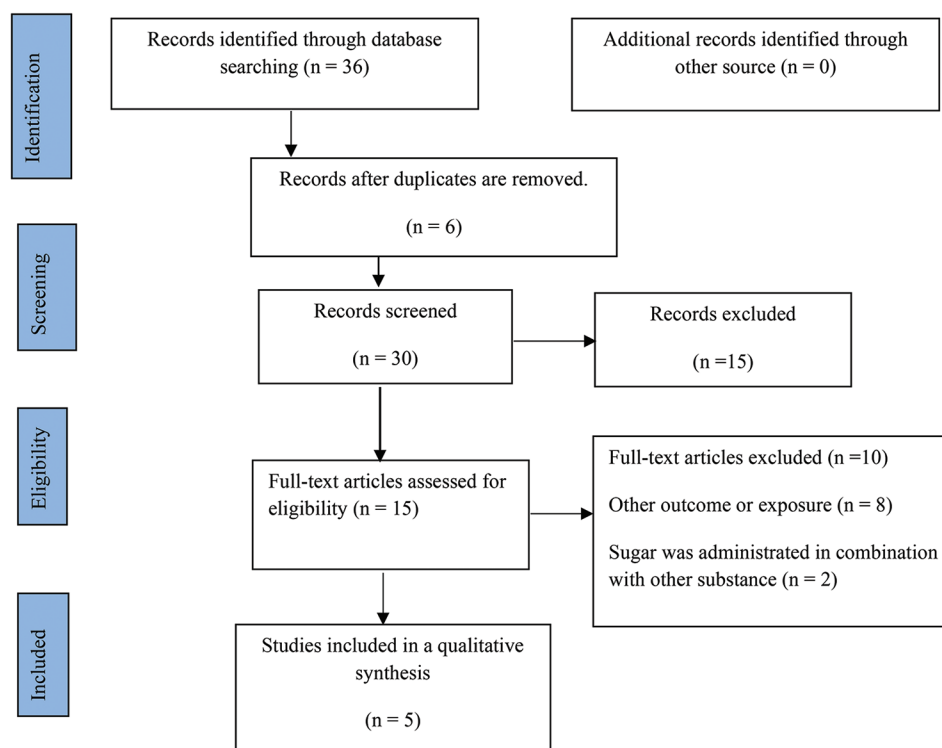 Identification
Records identified through database
searching (n = 36)
Additional records identified through
other source (n = 0)
Records after duplicates are removed.
(n = 6)
Screening
Records screened
(n = 30)
Records excluded
(n =15)
Eligibility
Full-text articles assessed for
eligibility (n = 15)
Full-text articles excluded (n =10)
Other outcome or exposure (n = 8)
Sugar was administrated in combination
with other substance (n = 2)
Included
Studies included in a qualitative
synthesis
(n = 5)